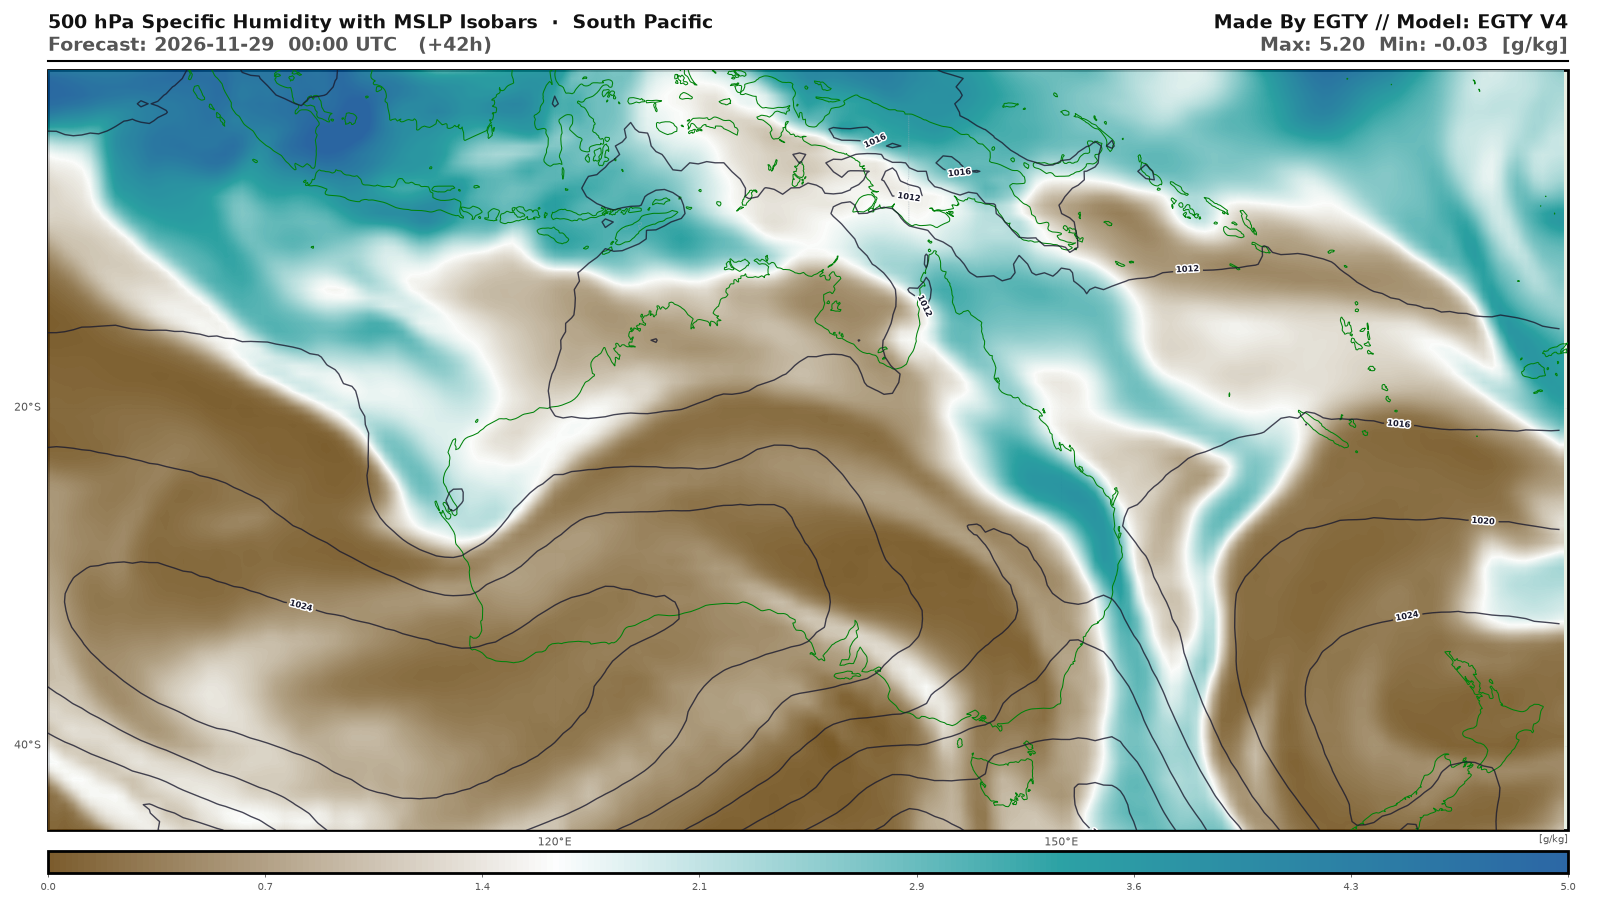 500 hPa Specific Humidity with MSLP Isobars · South Pacific
Made By EGTY // Model: EGTY V4
Forecast: 2026-11-29 00:00 UTC (+42h)
Max: 5.20 Min: -0.03 [g/kg]
1016
1016
1012
1012
1012
20°S
1016
1020
1024
1024
40°S
120°E
150°E
[g/kg]
0.0
0.7
1.4
2.1
2.9
3.6
4.3
5.0